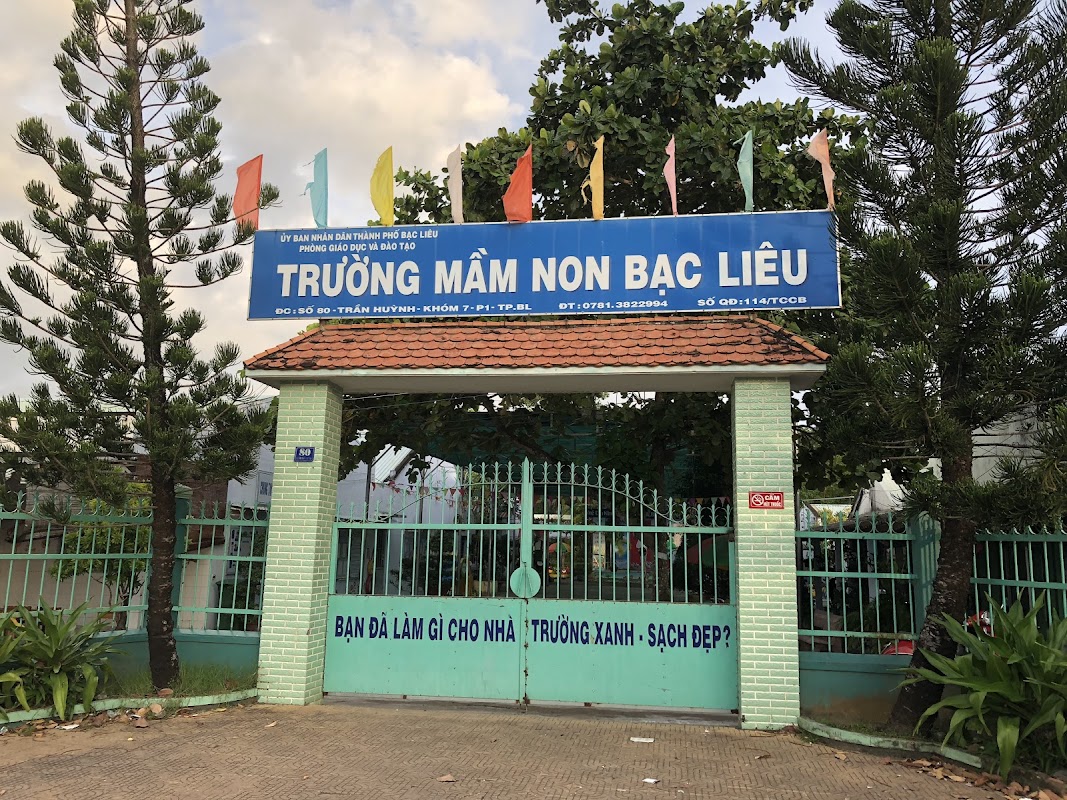 ỦY BAN NHÂN DÂN THÀNH PHỐ BẠC LIÊU
PHÒNG GIÁO DỤC VÀ ĐÀO TẠO
TRƯỜNG MẦM NON BẠC LIÊU
ĐC: SỐ 80 - TRẦN HUỲNH - KHÓM 7 - P1 - TP.BL ĐT: 0781.3822994 SỐ QĐ: 114/TCCB
80
CẤM
HÚT THUỐC
BẠN ĐÃ LÀM GÌ CHO NHÀ TRƯỜNG XANH - SẠCH ĐẸP?